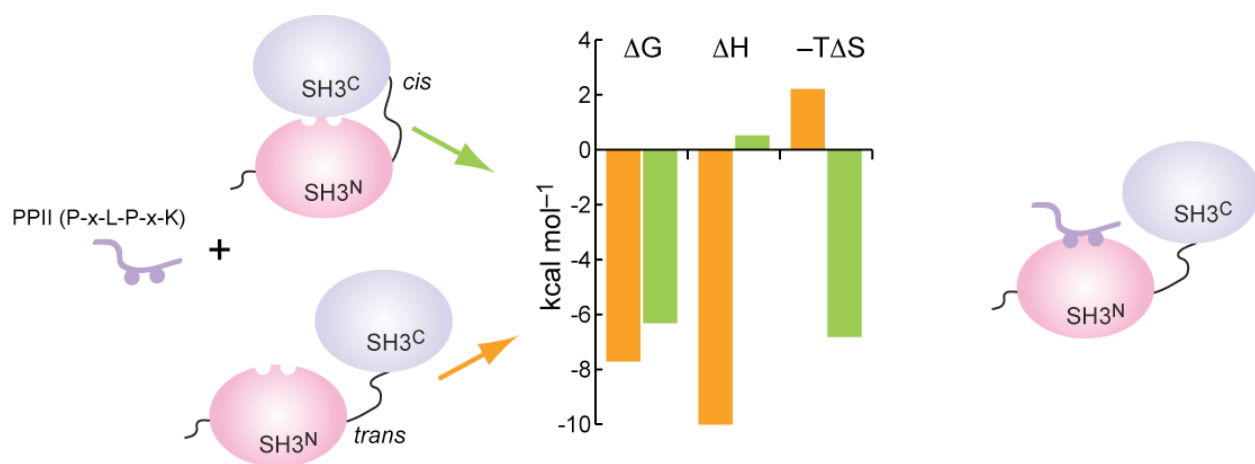 SH3C
cis
SH3N
PPII (P-x-L-P-x-K)
+
SH3C
SH3N
trans
ΔG ΔH –TΔS
kcal mol–1
4
2
0
-2
-4
-6
-8
-10
SH3C
SH3N